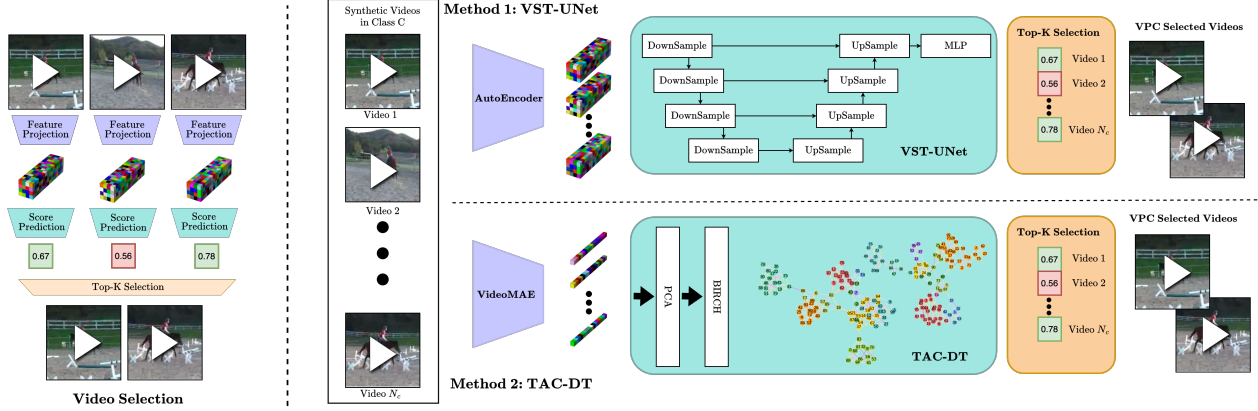 Feature
Projection
Feature
Projection
Feature
Projection
Score
Prediction
Score
Prediction
Score
Prediction
0.67
0.56
0.78
Top-K Selection
Video Selection
Synthetic Videos
in Class C
Video 1
Video 2
Video N_c
Method 1: VST-UNet
AutoEncoder
DownSample
UpSample
MLP
DownSample
UpSample
DownSample
UpSample
DownSample
UpSample
VST-UNet
Top-K Selection
0.67 Video 1
0.56 Video 2
0.78 Video N_c
VPC Selected Videos
Method 2: TAC-DT
VideoMAE
PCA
BIRCH
TAC-DT
Top-K Selection
0.67 Video 1
0.56 Video 2
0.78 Video N_c
VPC Selected Videos